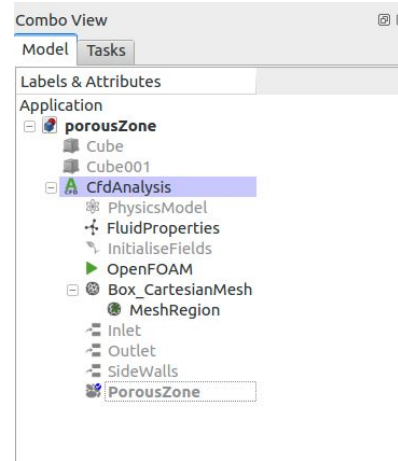 Combo View
Model Tasks
Labels & Attributes
Application
porousZone
Cube
Cube001
CfdAnalysis
PhysicsModel
FluidProperties
InitialiseFields
OpenFOAM
Box_CartesianMesh
MeshRegion
Inlet
Outlet
SideWalls
PorousZone